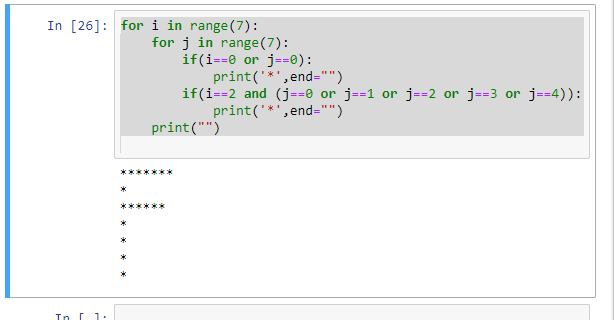 In [26]: for i in range(7):
    for j in range(7):
        if(i==0 or j==0):
            print('*',end="")
        if(i==2 and (j==0 or j==1 or j==2 or j==3 or j==4)):
            print('*',end="")
    print("")
*******
*
******
*
*
*
*
In [ ]: